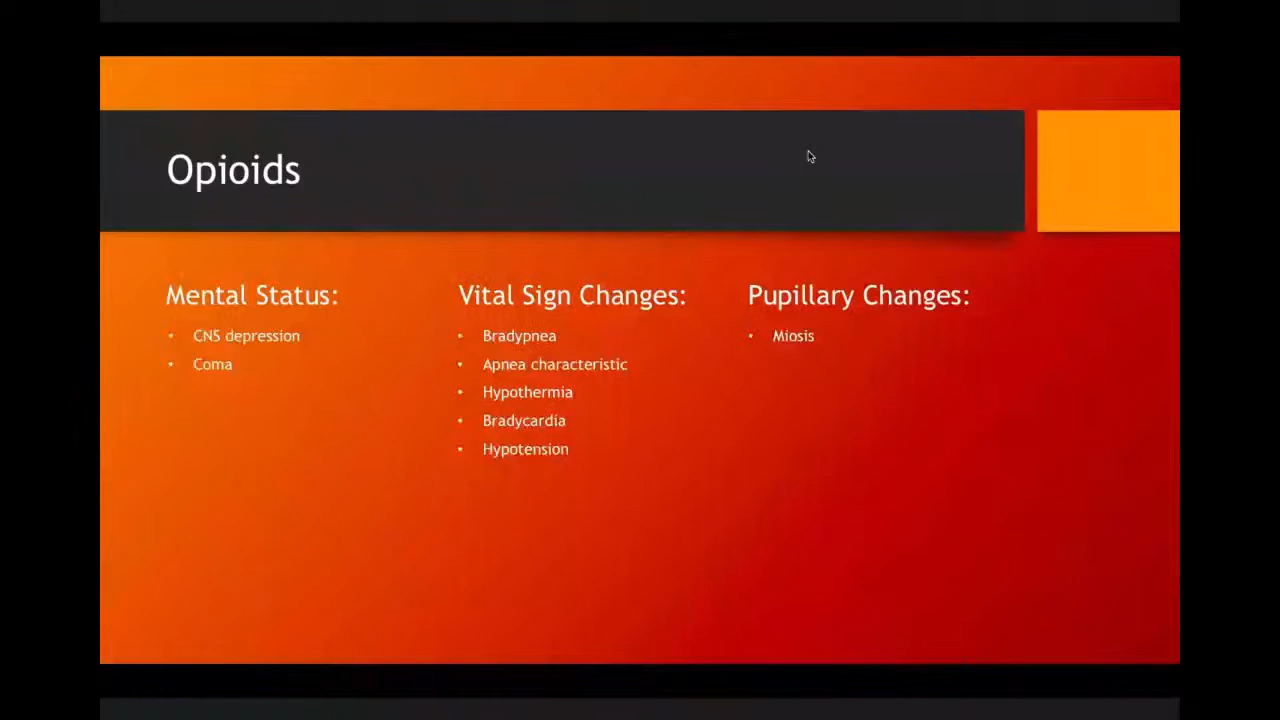 Opioids
Mental Status:
• CNS depression
• Coma
Vital Sign Changes:
• Bradypnea
• Apnea characteristic
• Hypothermia
• Bradycardia
• Hypotension
Pupillary Changes:
• Miosis